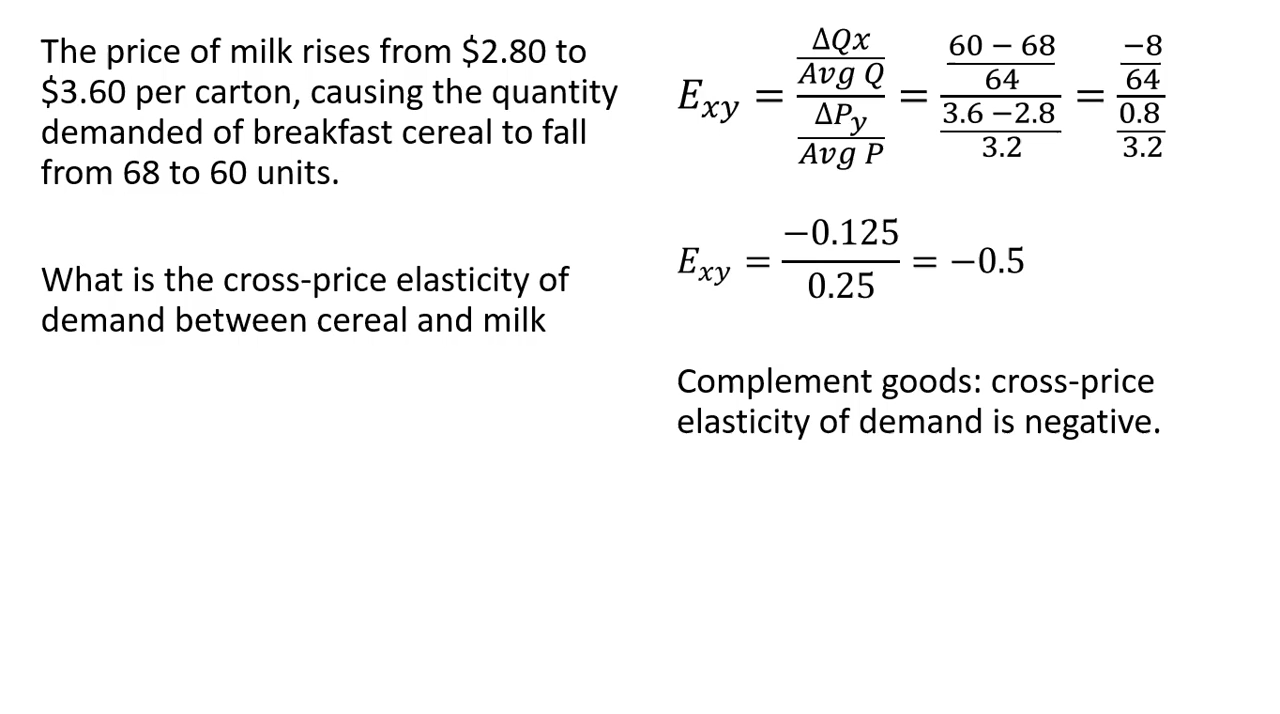 The price of milk rises from $2.80 to
$3.60 per carton, causing the quantity
demanded of breakfast cereal to fall
from 68 to 60 units.
What is the cross-price elasticity of
demand between cereal and milk
E_xy = (ΔQx / Avg Q) / (ΔP_y / Avg P) = ((60 − 68) / 64) / ((3.6 −2.8) / 3.2) = (−8 / 64) / (0.8 / 3.2)
E_xy = −0.125 / 0.25 = −0.5
Complement goods: cross-price
elasticity of demand is negative.